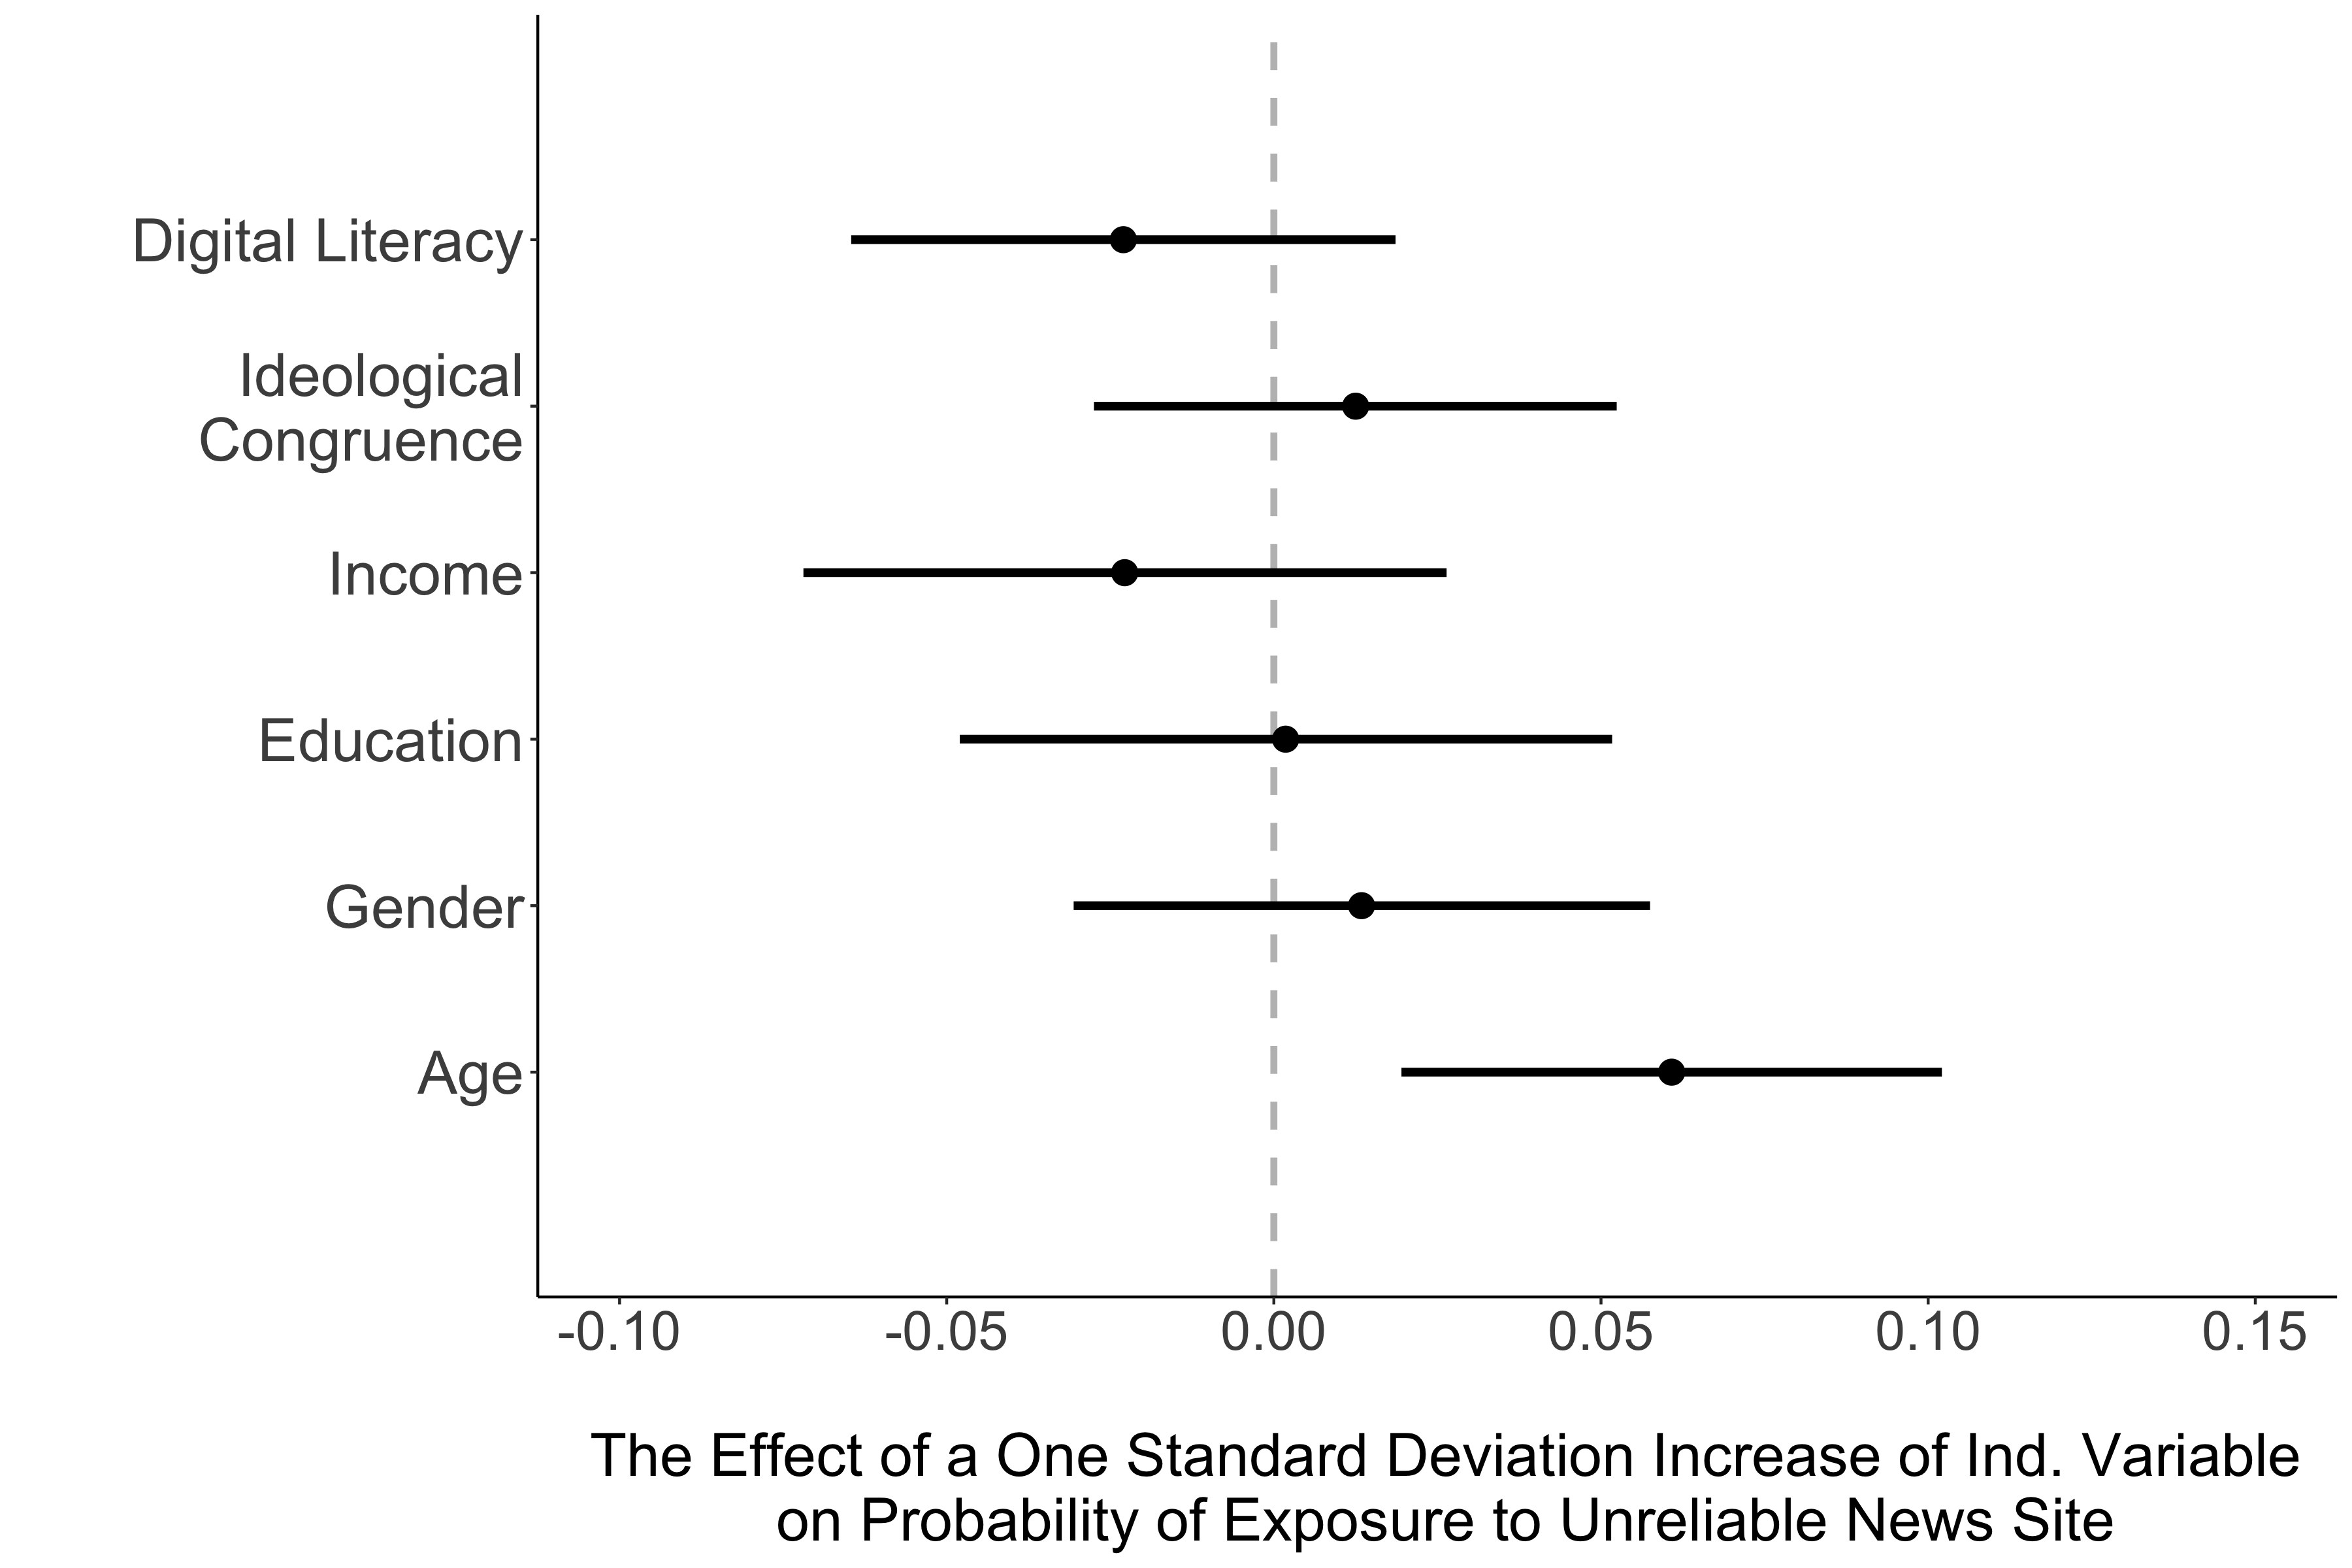 Digital Literacy
Ideological
Congruence
Income
Education
Gender
Age
-0.10 -0.05 0.00 0.05 0.10 0.15
The Effect of a One Standard Deviation Increase of Ind. Variable
on Probability of Exposure to Unreliable News Site